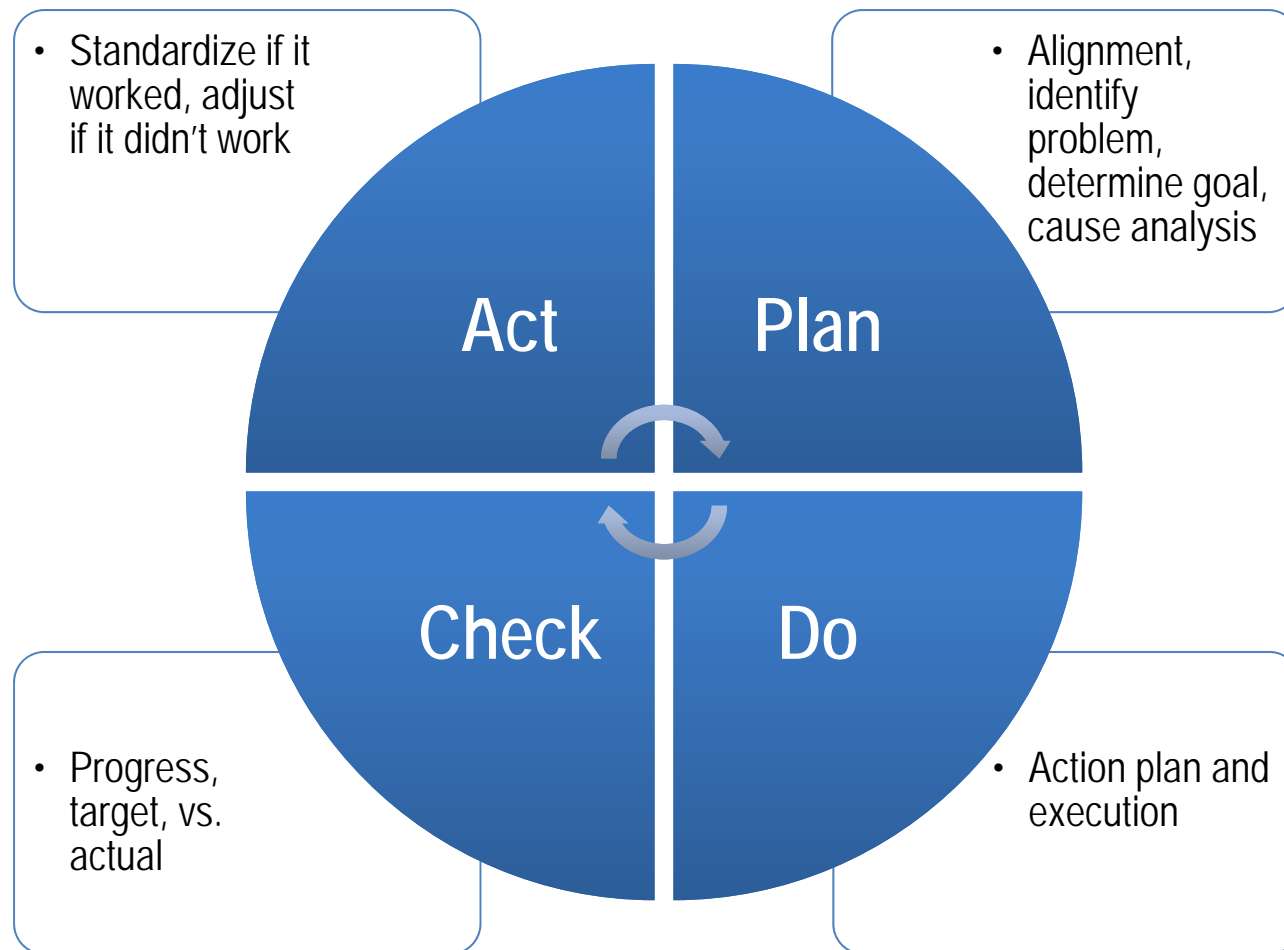 • Standardize if it
worked, adjust
if it didn't work
• Alignment,
identify
problem,
determine goal,
cause analysis
Act
Plan
Check
Do
• Progress,
target, vs.
actual
• Action plan and
execution